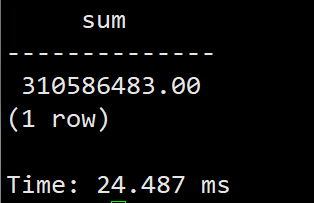 sum
--------------
310586483.00
(1 row)
Time: 24.487 ms